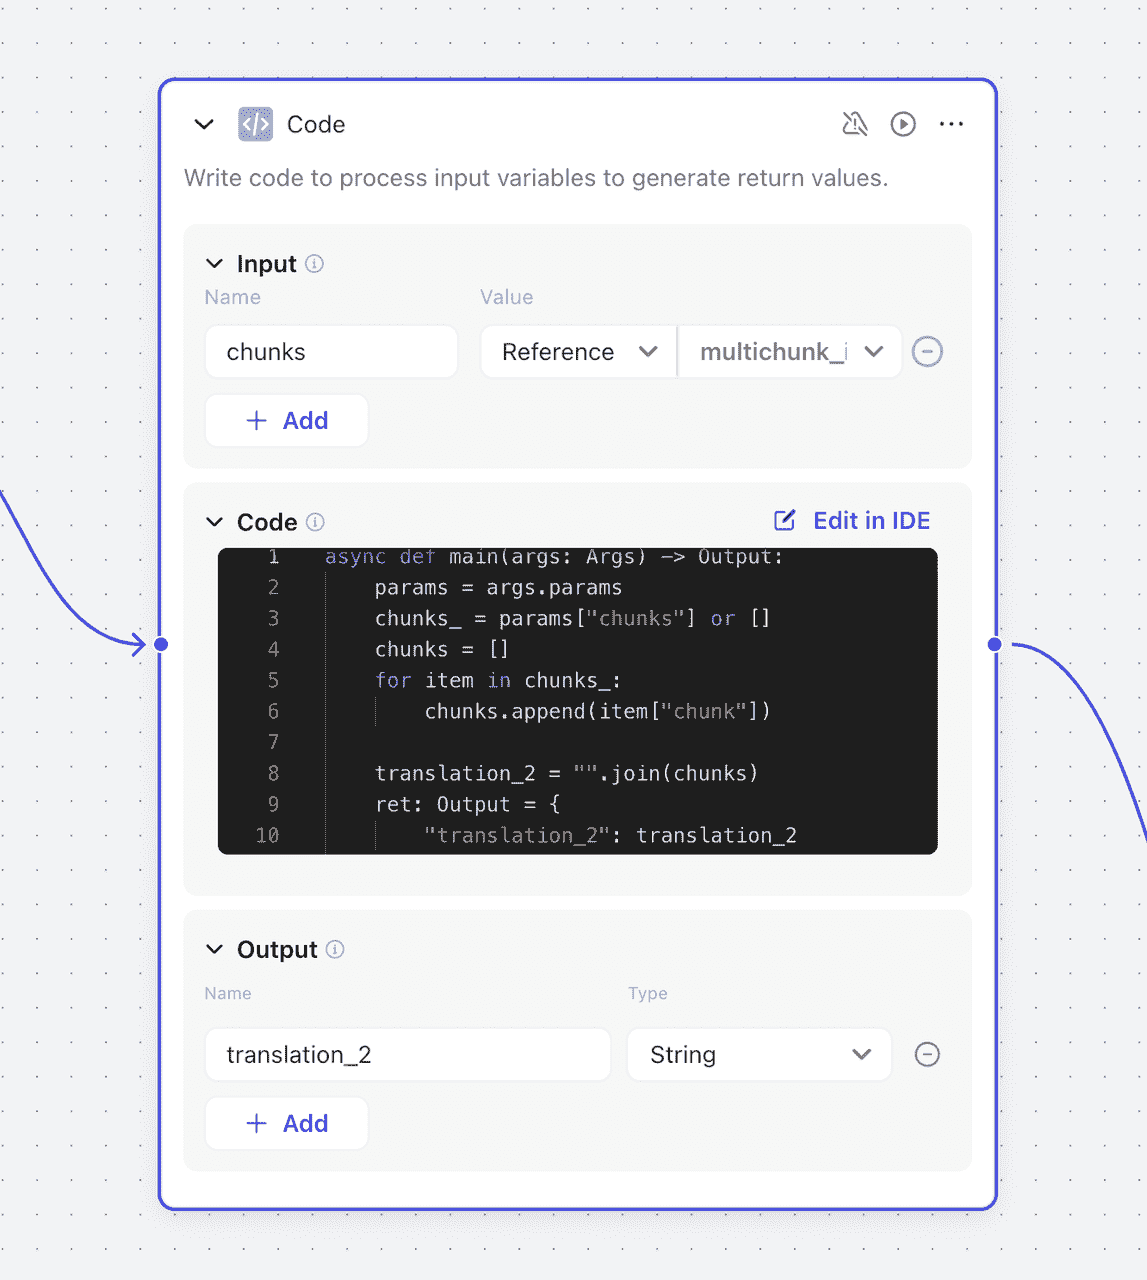 Code
Write code to process input variables to generate return values.
Input
Name Value
chunks Reference multichunk_i
+ Add
Code Edit in IDE
1 async def main(args: Args) -> Output:
2     params = args.params
3     chunks_ = params["chunks"] or []
4     chunks = []
5     for item in chunks_:
6         chunks.append(item["chunk"])
7
8     translation_2 = "".join(chunks)
9     ret: Output = {
10         "translation_2": translation_2
Output
Name Type
translation_2 String
+ Add